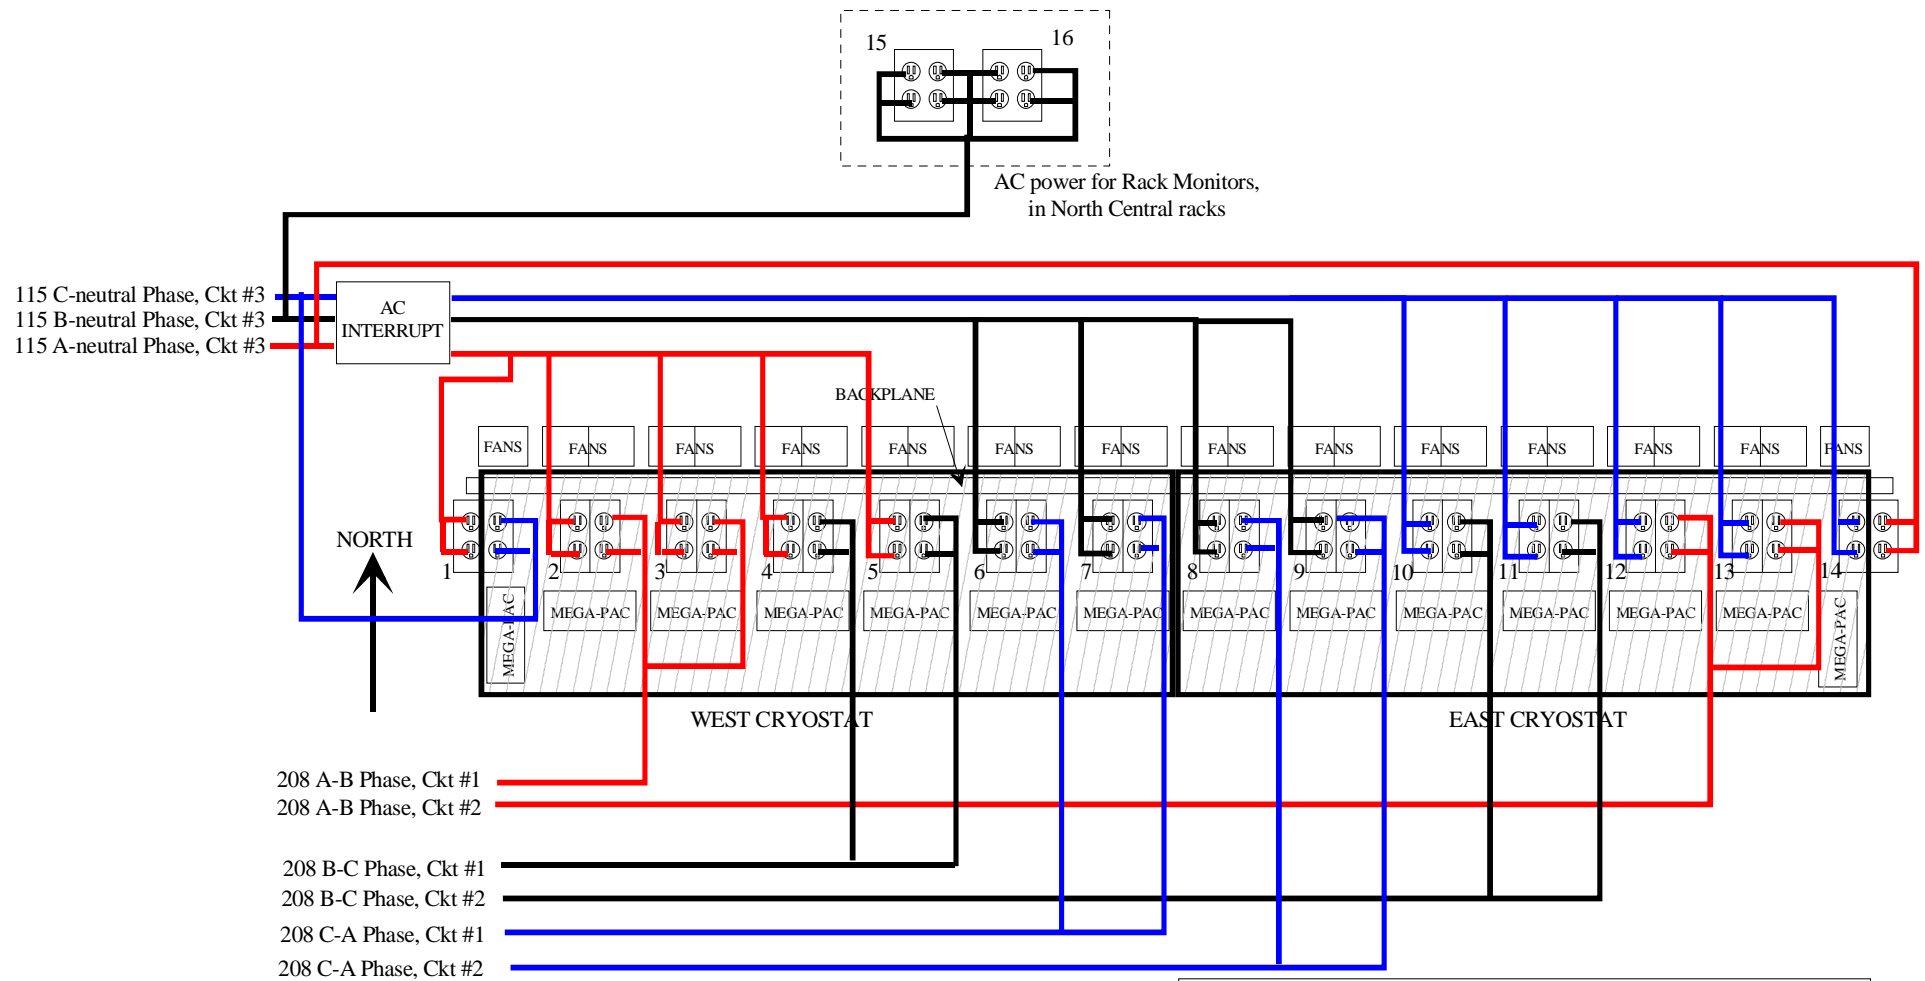 15
16
AC power for Rack Monitors,
in North Central racks
115 C-neutral Phase, Ckt #3
115 B-neutral Phase, Ckt #3
115 A-neutral Phase, Ckt #3
AC
INTERRUPT
BACKPLANE
FANS
FANS
FANS
FANS
FANS
FANS
FANS
FANS
FANS
FANS
FANS
FANS
FANS
FANS
NORTH
1
2
3
4
5
6
7
8
9
10
11
12
13
14
MEGA-PAC
MEGA-PAC
MEGA-PAC
MEGA-PAC
MEGA-PAC
MEGA-PAC
MEGA-PAC
MEGA-PAC
MEGA-PAC
MEGA-PAC
MEGA-PAC
MEGA-PAC
MEGA-PAC
MEGA-PAC
WEST CRYOSTAT
EAST CRYOSTAT
208 A-B Phase, Ckt #1
208 A-B Phase, Ckt #2
208 B-C Phase, Ckt #1
208 B-C Phase, Ckt #2
208 C-A Phase, Ckt #1
208 C-A Phase, Ckt #2